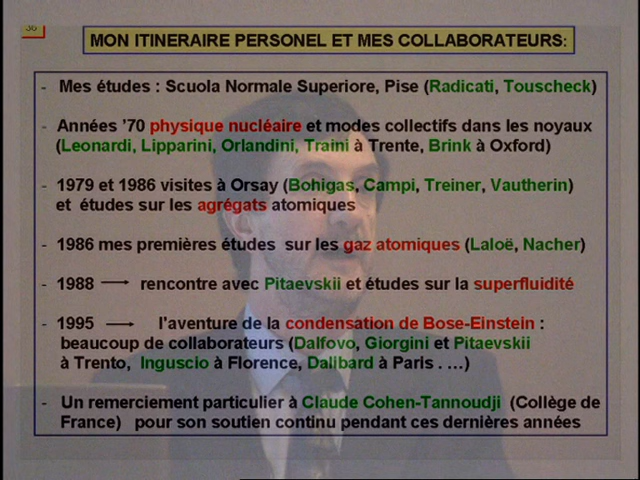 36
MON ITINERAIRE PERSONEL ET MES COLLABORATEURS:
- Mes études : Scuola Normale Superiore, Pise (Radicati, Touscheck)
- Années '70 physique nucléaire et modes collectifs dans les noyaux
(Leonardi, Lipparini, Orlandini, Traini à Trente, Brink à Oxford)
- 1979 et 1986 visites à Orsay (Bohigas, Campi, Treiner, Vautherin)
et études sur les agrégats atomiques
- 1986 mes premières études sur les gaz atomiques (Laloë, Nacher)
- 1988 → rencontre avec Pitaevskii et études sur la superfluidité
- 1995 → l'aventure de la condensation de Bose-Einstein :
beaucoup de collaborateurs (Dalfovo, Giorgini et Pitaevskii
à Trento, Inguscio à Florence, Dalibard à Paris . …)
- Un remerciement particulier à Claude Cohen-Tannoudji (Collège de
France) pour son soutien continu pendant ces dernières années